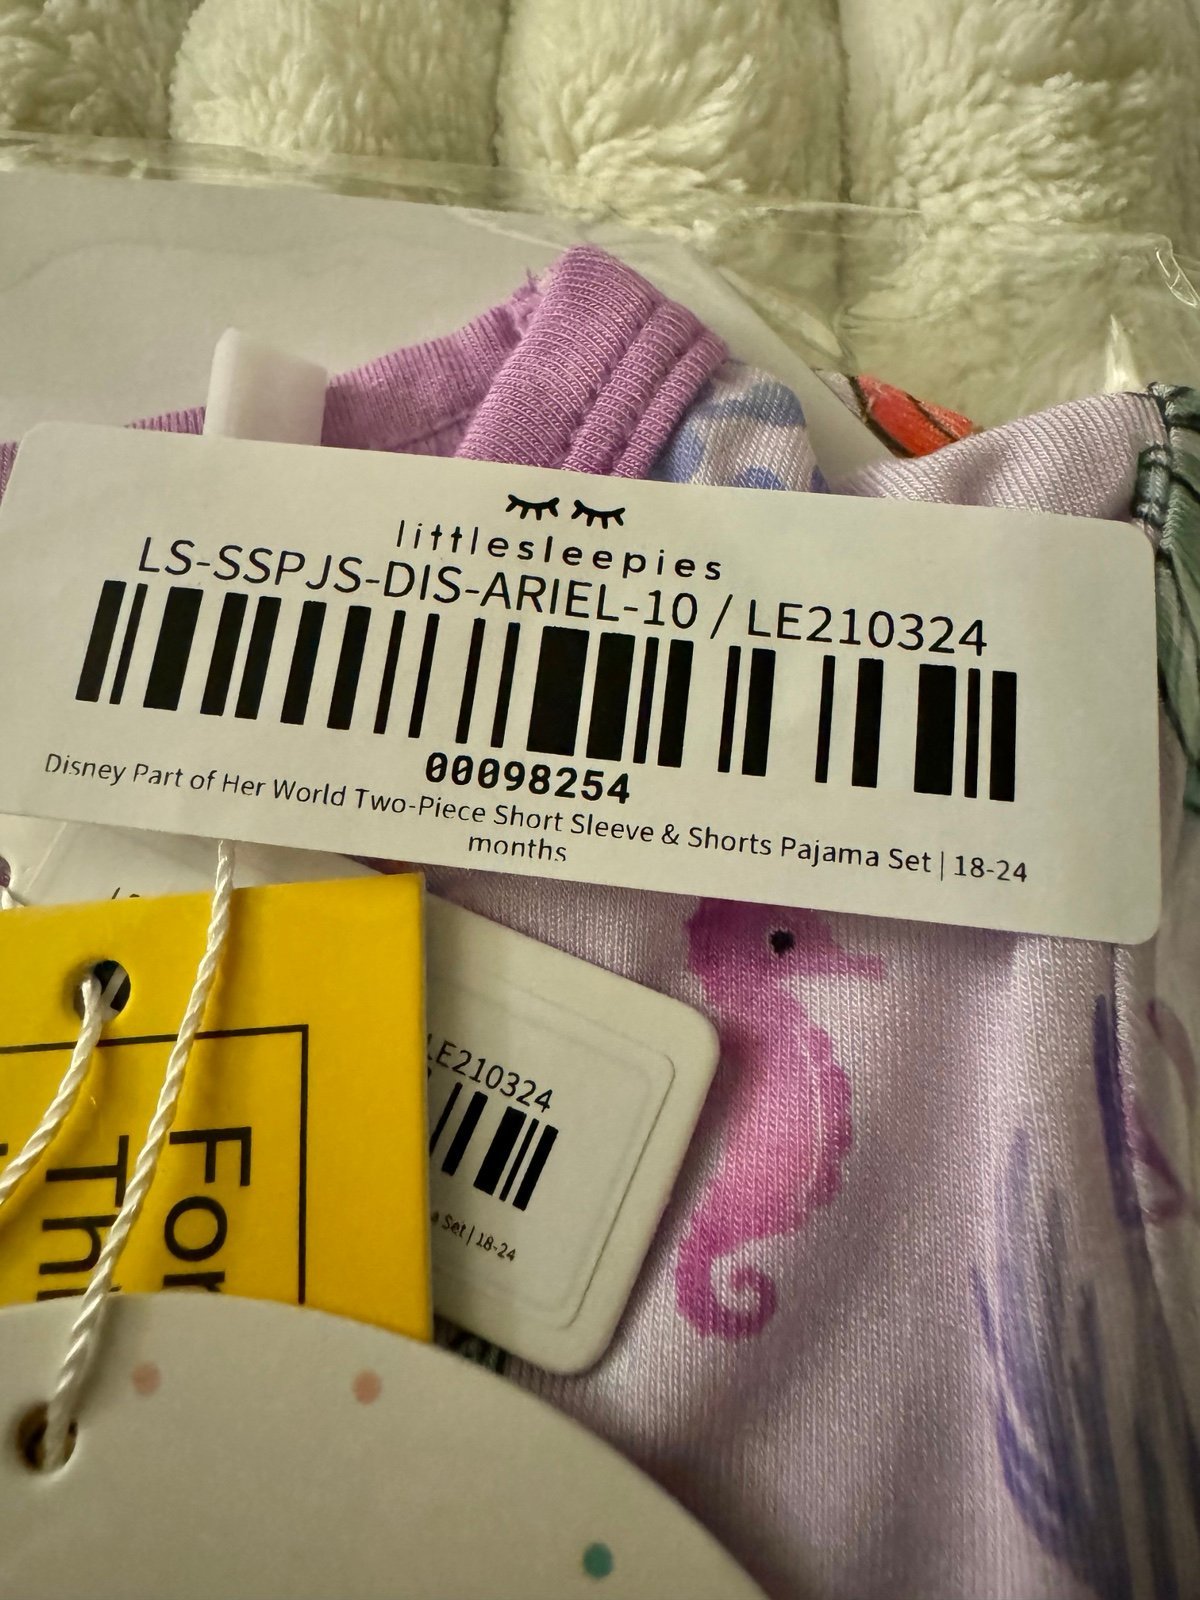 littlesleepies
LS-SSPJS-DIS-ARIEL-10 / LE210324
00098254
Disney Part of Her World Two-Piece Short Sleeve & Shorts Pajama Set | 18-24
months
LE210324
Set | 18-24
For